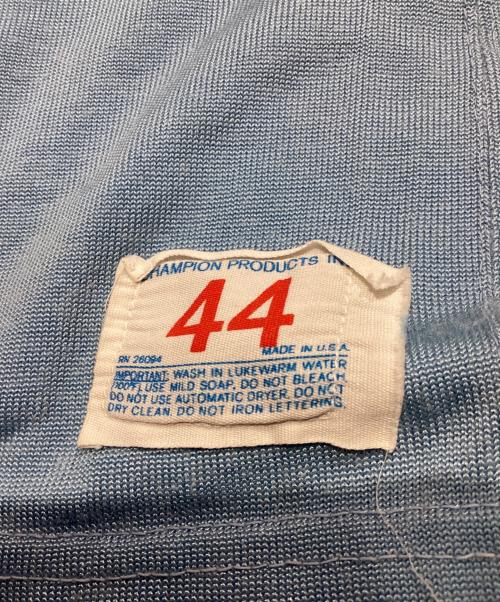 CHAMPION PRODUCTS IN
44
RN 26094 MADE IN U.S.A.
IMPORTANT: WASH IN LUKEWARM WATER
(100°) USE MILD SOAP. DO NOT BLEACH.
DO NOT USE AUTOMATIC DRYER. DO NOT
DRY CLEAN. DO NOT IRON LETTERING.